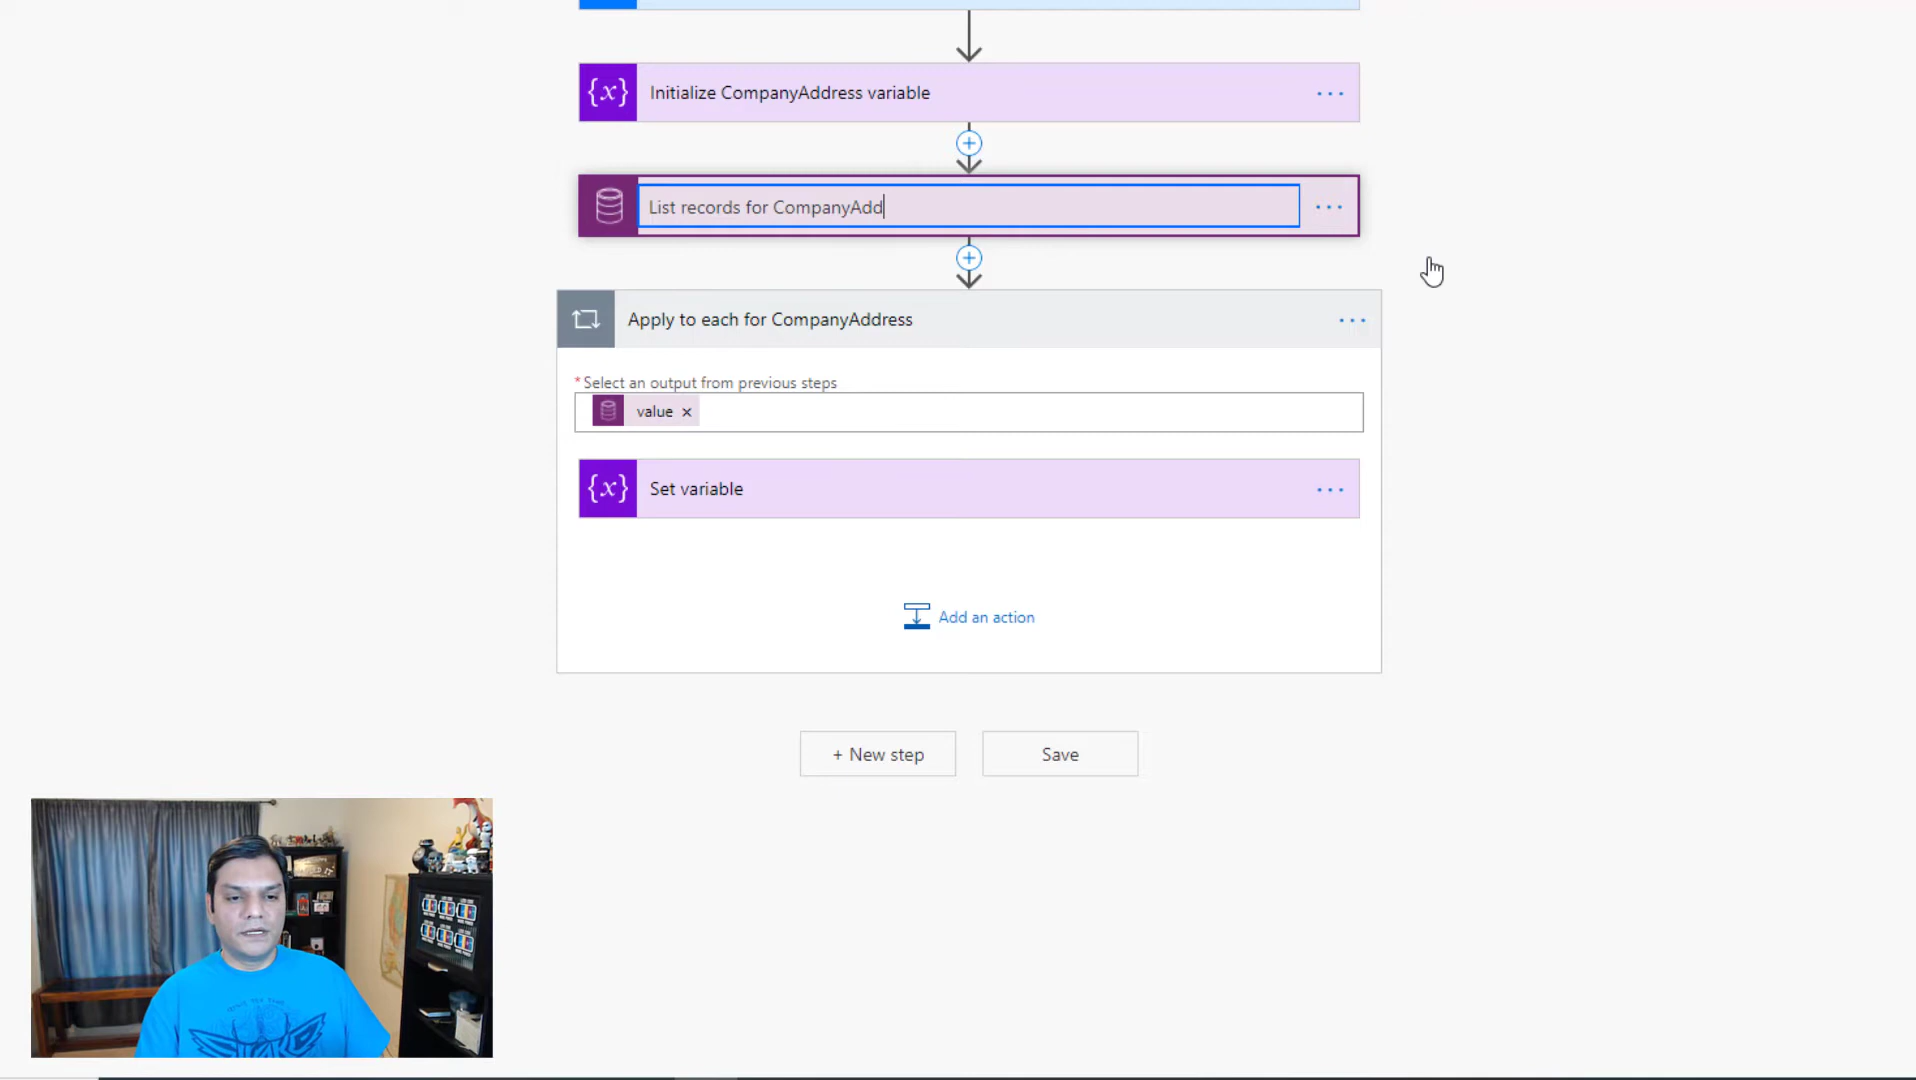 Initialize CompanyAddress variable
List records for CompanyAdd
Apply to each for CompanyAddress
* Select an output from previous steps
value ×
{x} Set variable
Add an action
+ New step
Save